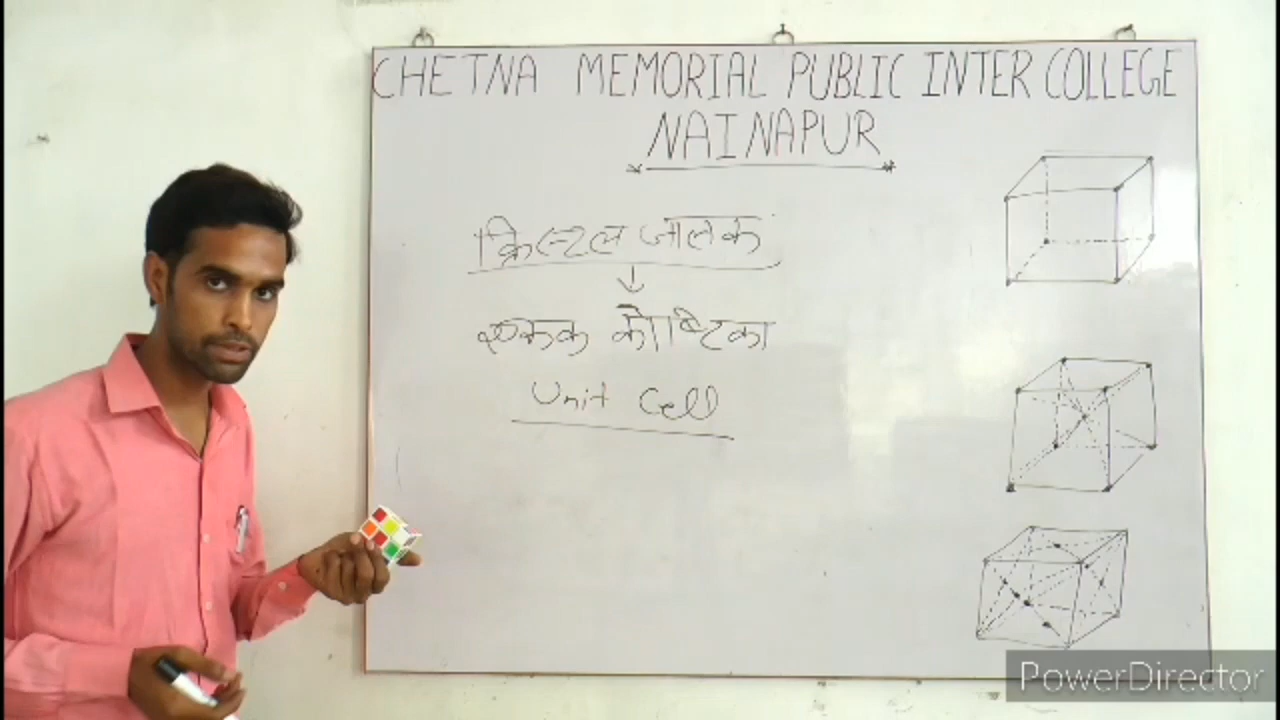 CHETNA MEMORIAL PUBLIC INTER COLLEGE
NAINAPUR
क्रिस्टल जालक
एकक कोष्ठिका
Unit Cell
PowerDirector